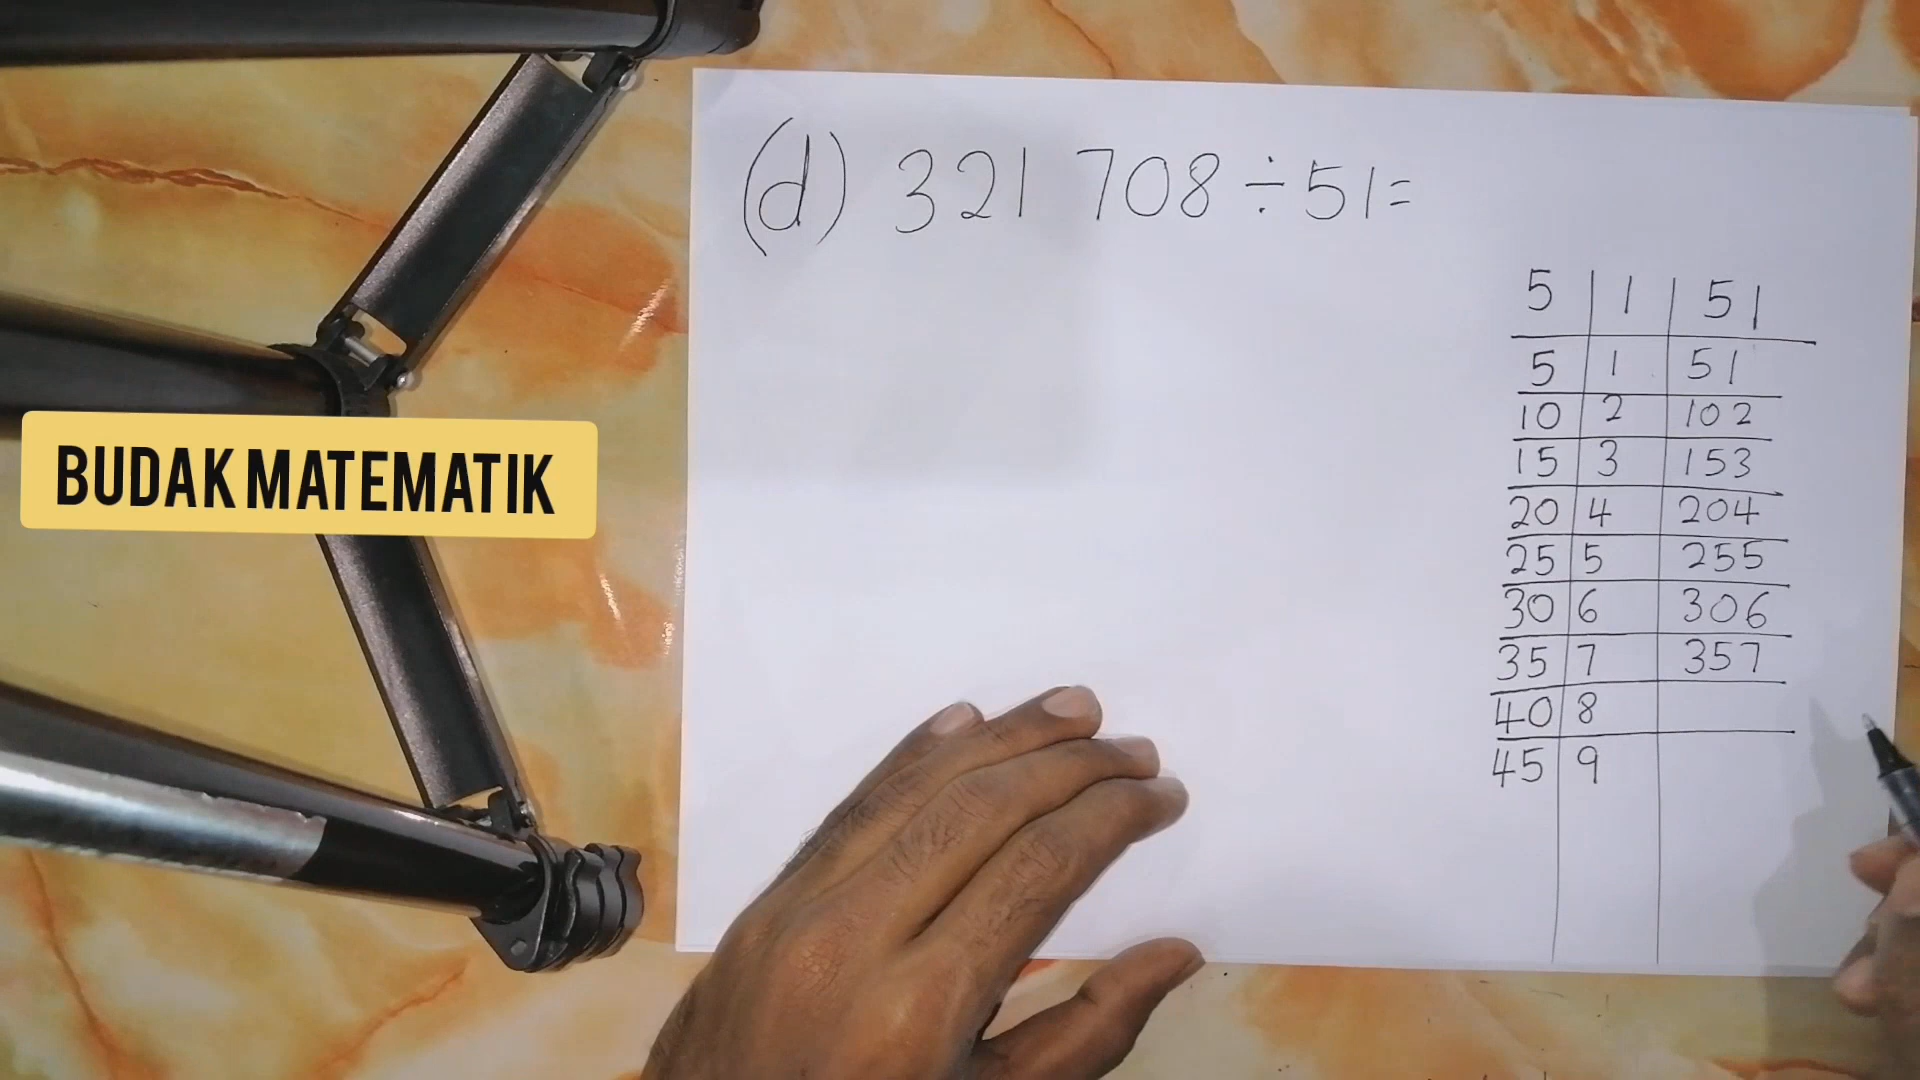 (d) 321 708 ÷ 51 =
BUDAK MATEMATIK
5 | 1 | 51
5 | 1 | 51
10 | 2 | 102
15 | 3 | 153
20 | 4 | 204
25 | 5 | 255
30 | 6 | 306
35 | 7 | 357
40 | 8 |
45 | 9 |